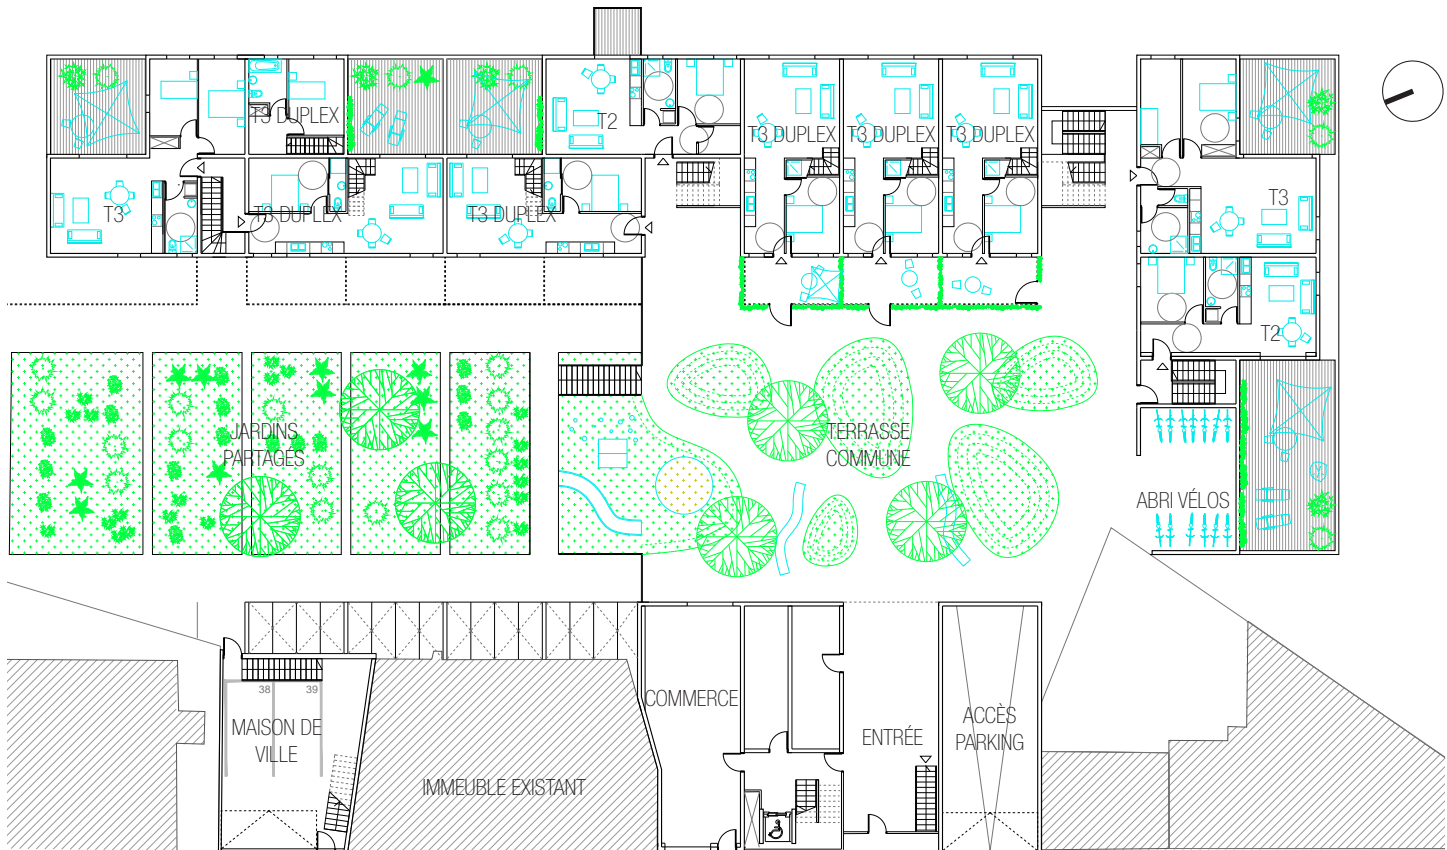 T3 DUPLEX
T2
T3 DUPLEX
T3 DUPLEX
T3 DUPLEX
T3
T3 DUPLEX
T3 DUPLEX
T3
T2
JARDINS
PARTAGÉS
TERRASSE
COMMUNE
ABRI VÉLOS
38
39
MAISON DE
VILLE
IMMEUBLE EXISTANT
COMMERCE
ENTRÉE
ACCÈS
PARKING